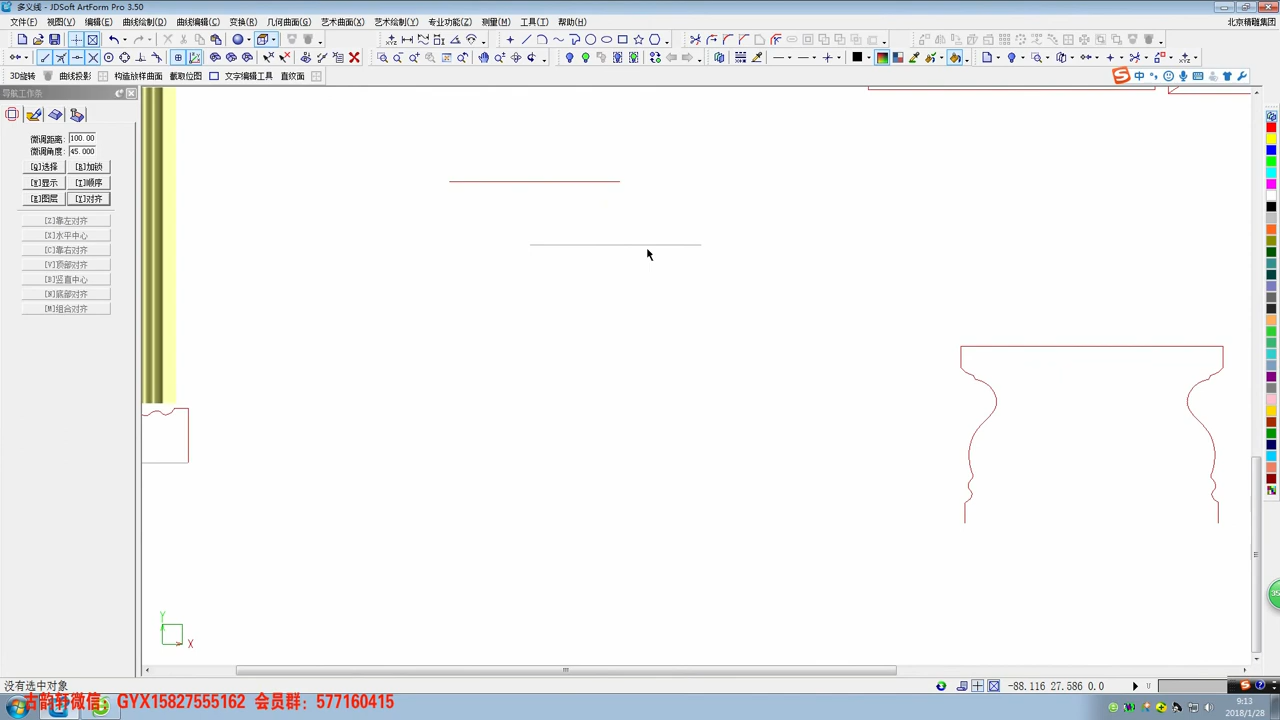 多义线 - JDSoft ArtForm Pro 3.50
文件(F) 视图(V) 曲线绘制(D) 曲线编辑(C) 变换(R) 几何曲面(G) 艺术曲面(X) 艺术绘制(Y) 专业功能(Z) 测量(M) 工具(T) 帮助(H) 北京精雕集团
3D旋转 曲线投影 构造放样曲面 截取位图 文字编辑工具 直纹面 中
导航工作条
微调距离: 100.00
微调角度: 45.000
[Q]选择 [R]加锁
[W]显示 [T]顺序
[E]图层 [Y]对齐
[Z]靠左对齐
[X]水平中心
[C]靠右对齐
[V]顶部对齐
[B]竖直中心
[N]底部对齐
[M]组合对齐
Y
X
35
没有选中对象 -88.116 27.586 0.0
古韵轩微信: GYX15827555162 会员群: 577160415
9:13
2018/1/28